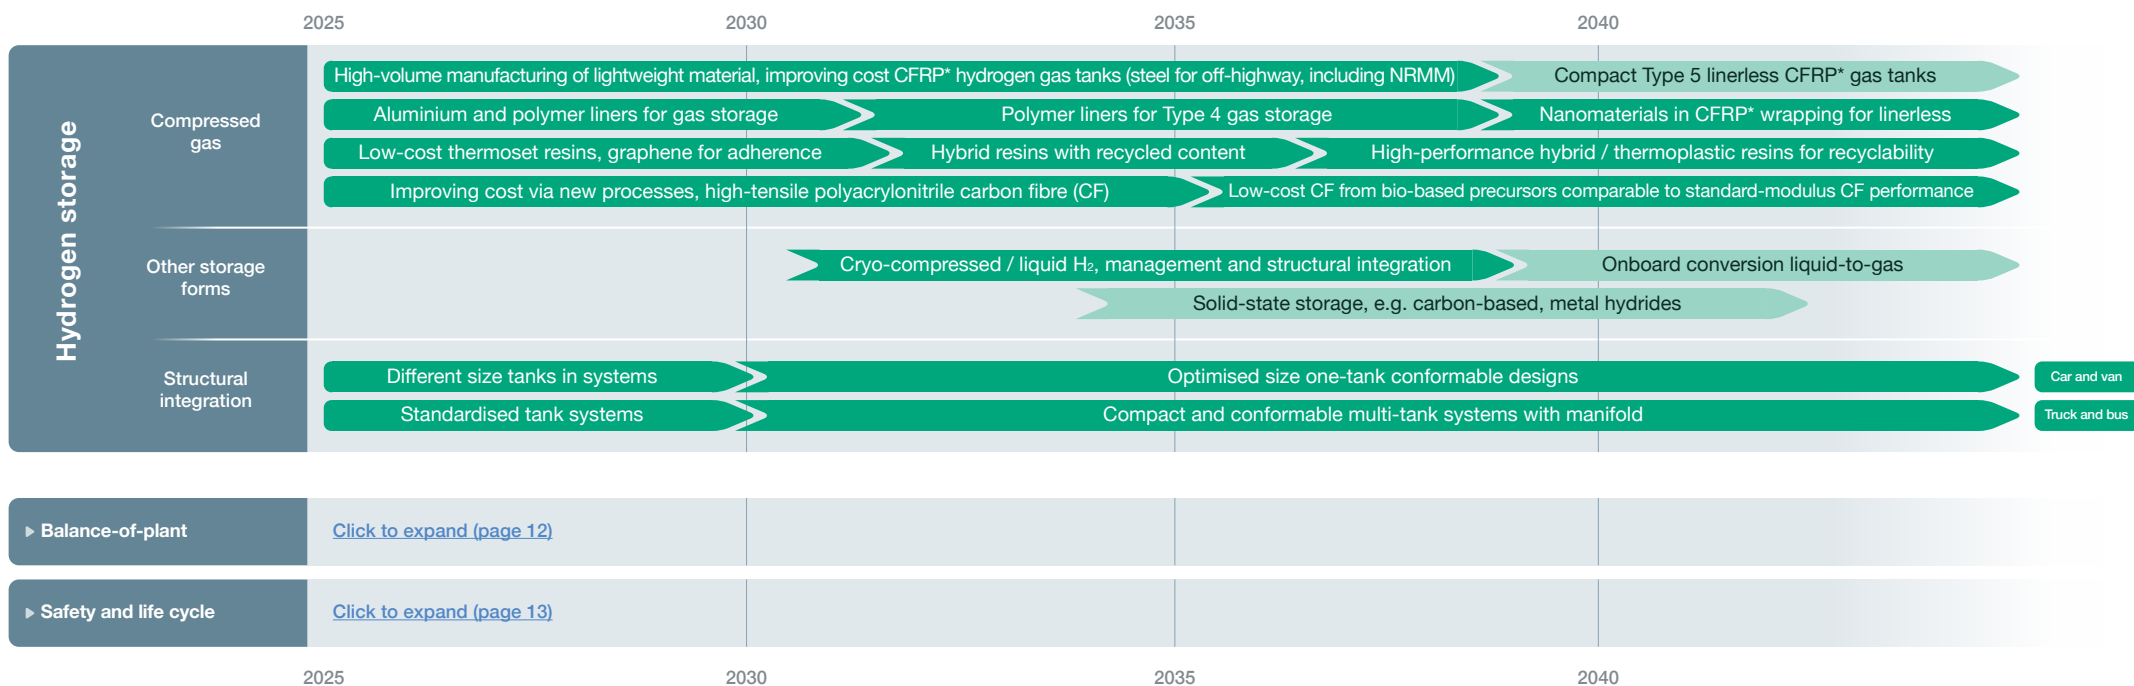 2025 2030 2035 2040
Hydrogen storage
Compressed
gas
High-volume manufacturing of lightweight material, improving cost CFRP* hydrogen gas tanks (steel for off-highway, including NRMM)
Compact Type 5 linerless CFRP* gas tanks
Aluminium and polymer liners for gas storage
Polymer liners for Type 4 gas storage
Nanomaterials in CFRP* wrapping for linerless
Low-cost thermoset resins, graphene for adherence
Hybrid resins with recycled content
High-performance hybrid / thermoplastic resins for recyclability
Improving cost via new processes, high-tensile polyacrylonitrile carbon fibre (CF)
Low-cost CF from bio-based precursors comparable to standard-modulus CF performance
Other storage
forms
Cryo-compressed / liquid H₂, management and structural integration
Onboard conversion liquid-to-gas
Solid-state storage, e.g. carbon-based, metal hydrides
Structural
integration
Different size tanks in systems
Optimised size one-tank conformable designs
Car and van
Standardised tank systems
Compact and conformable multi-tank systems with manifold
Truck and bus
Balance-of-plant
Click to expand (page 12)
Safety and life cycle
Click to expand (page 13)
2025 2030 2035 2040